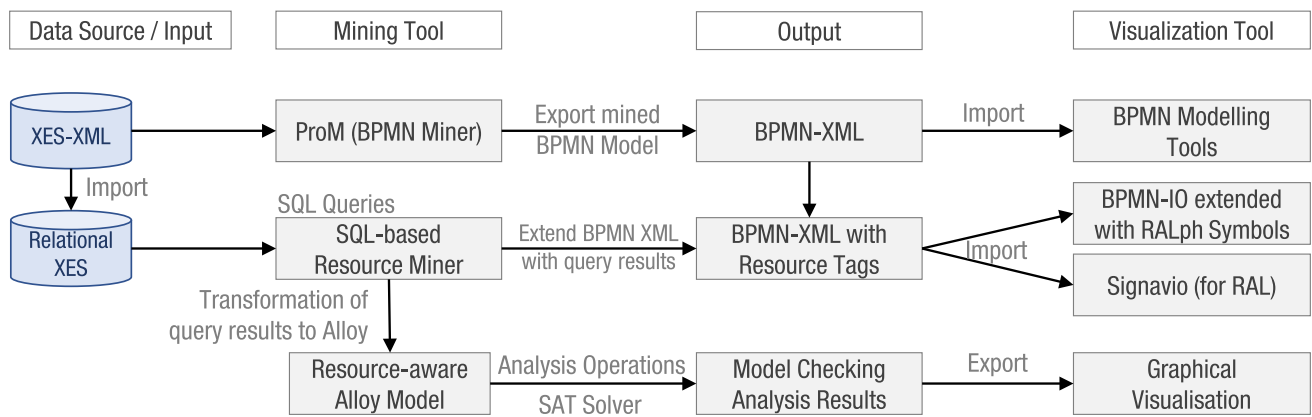 Data Source / Input
Mining Tool
Output
Visualization Tool
XES-XML
ProM (BPMN Miner)
Export mined
BPMN Model
BPMN-XML
Import
BPMN Modelling
Tools
Import
SQL Queries
Relational
XES
SQL-based
Resource Miner
Extend BPMN XML
with query results
BPMN-XML with
Resource Tags
Import
BPMN-IO extended
with RALph Symbols
Signavio (for RAL)
Transformation of
query results to Alloy
Resource-aware
Alloy Model
Analysis Operations
SAT Solver
Model Checking
Analysis Results
Export
Graphical
Visualisation